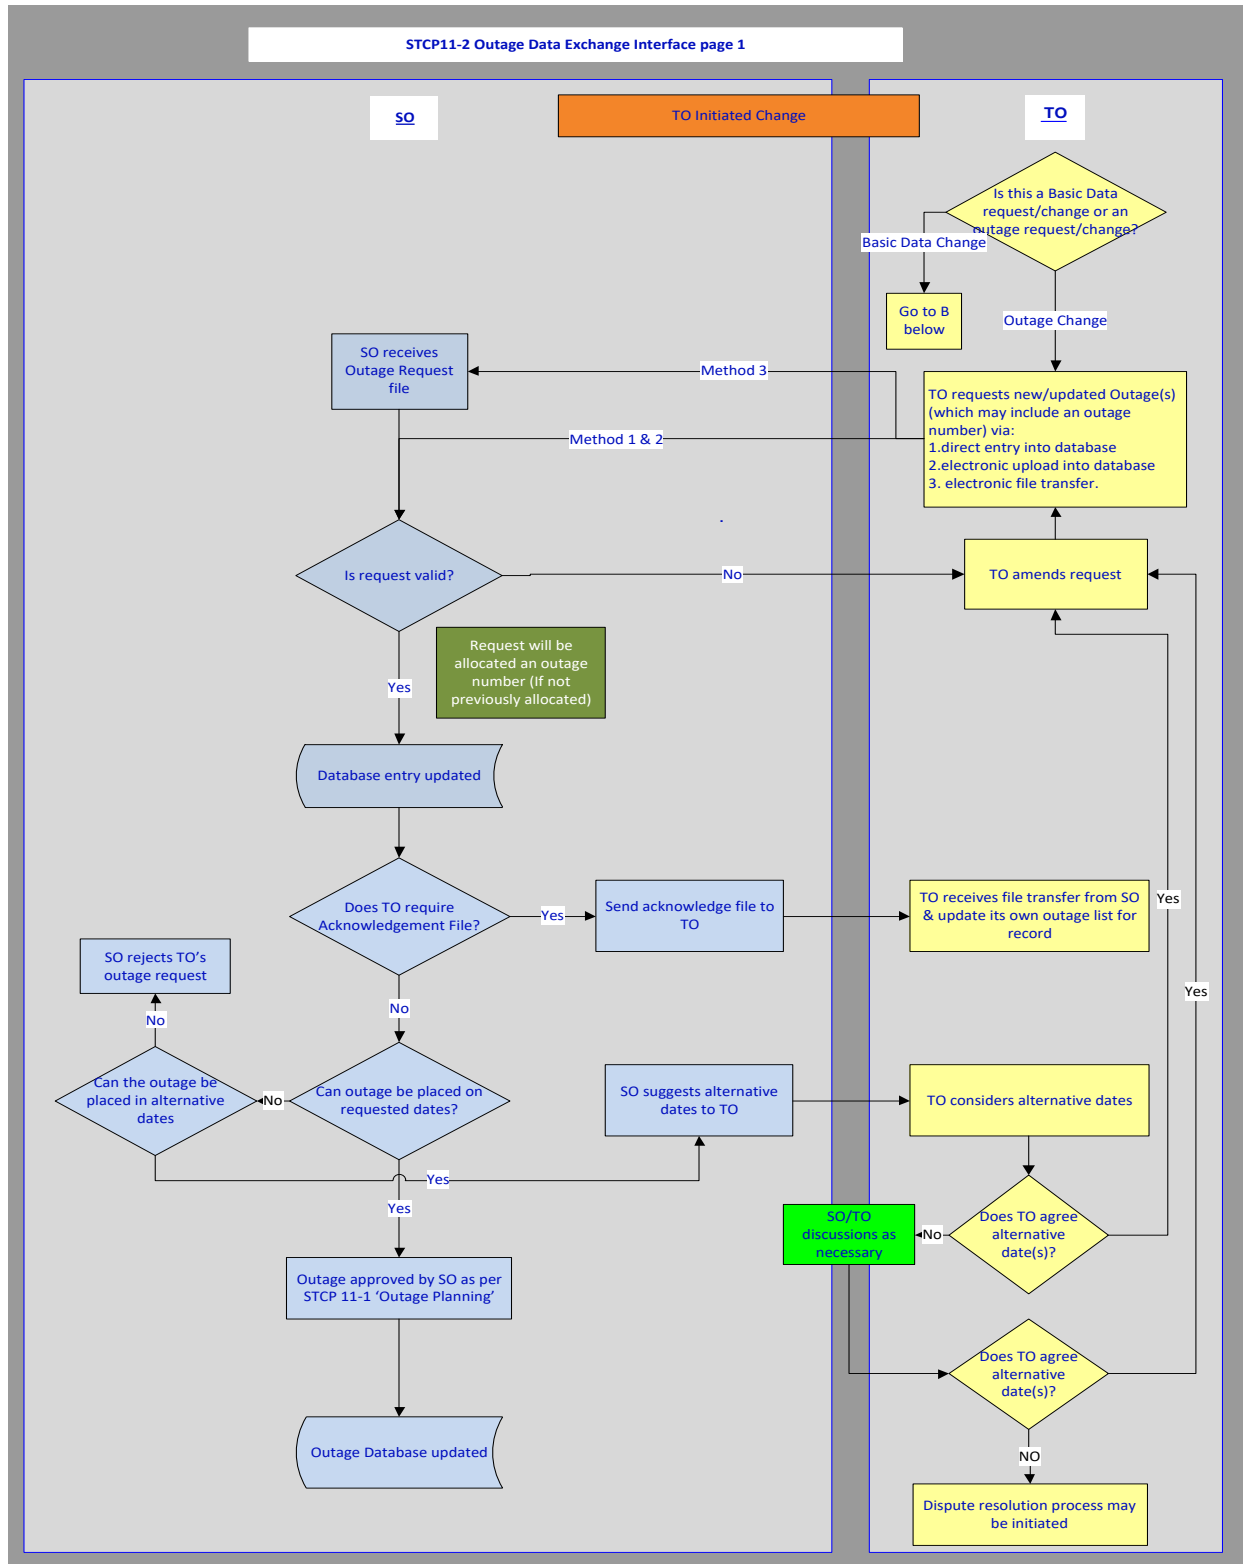 STCP11-2 Outage Data Exchange Interface page 1
SO
TO Initiated Change
TO
Is this a Basic Data
request/change or an
outage request/change?
Basic Data Change
Go to B
below
Outage Change
SO receives
Outage Request
file
Method 3
TO requests new/updated Outage(s)
(which may include an outage
number) via:
1.direct entry into database
2.electronic upload into database
3. electronic file transfer.
Method 1 & 2
Is request valid?
No
TO amends request
Request will be
allocated an outage
number (If not
previously allocated)
Yes
Database entry updated
Does TO require
Acknowledgement File?
Yes
Send acknowledge file to
TO
TO receives file transfer from SO
& update its own outage list for
record
Yes
Yes
SO rejects TO's
outage request
No
No
Can the outage be
placed in alternative
dates
No
Can outage be placed on
requested dates?
SO suggests alternative
dates to TO
TO considers alternative dates
Yes
Yes
SO/TO
discussions as
necessary
No
Does TO agree
alternative
date(s)?
Outage approved by SO as per
STCP 11-1 ‘Outage Planning’
Does TO agree
alternative
date(s)?
Outage Database updated
NO
Dispute resolution process may
be initiated